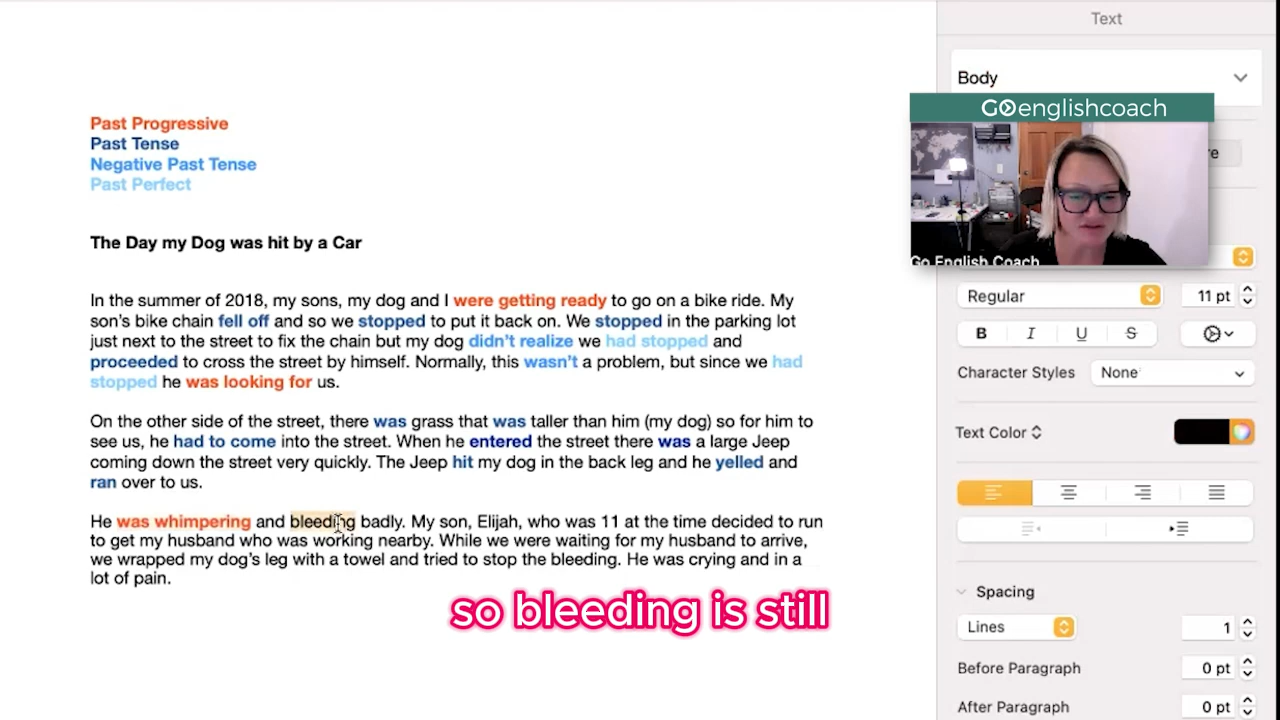 Text
Body
GOenglishcoach
re
Past Progressive
Past Tense
Negative Past Tense
Past Perfect
The Day my Dog was hit by a Car
Go English Coach
In the summer of 2018, my sons, my dog and I were getting ready to go on a bike ride. My
son's bike chain fell off and so we stopped to put it back on. We stopped in the parking lot
just next to the street to fix the chain but my dog didn't realize we had stopped and
proceeded to cross the street by himself. Normally, this wasn't a problem, but since we had
stopped he was looking for us.
On the other side of the street, there was grass that was taller than him (my dog) so for him to
see us, he had to come into the street. When he entered the street there was a large Jeep
coming down the street very quickly. The Jeep hit my dog in the back leg and he yelled and
ran over to us.
He was whimpering and bleeding badly. My son, Elijah, who was 11 at the time decided to run
to get my husband who was working nearby. While we were waiting for my husband to arrive,
we wrapped my dog's leg with a towel and tried to stop the bleeding. He was crying and in a
lot of pain.
so bleeding is still
Regular
11 pt
B I U S
Character Styles
None
Text Color
Spacing
Lines
1
Before Paragraph
0 pt
After Paragraph
0 pt